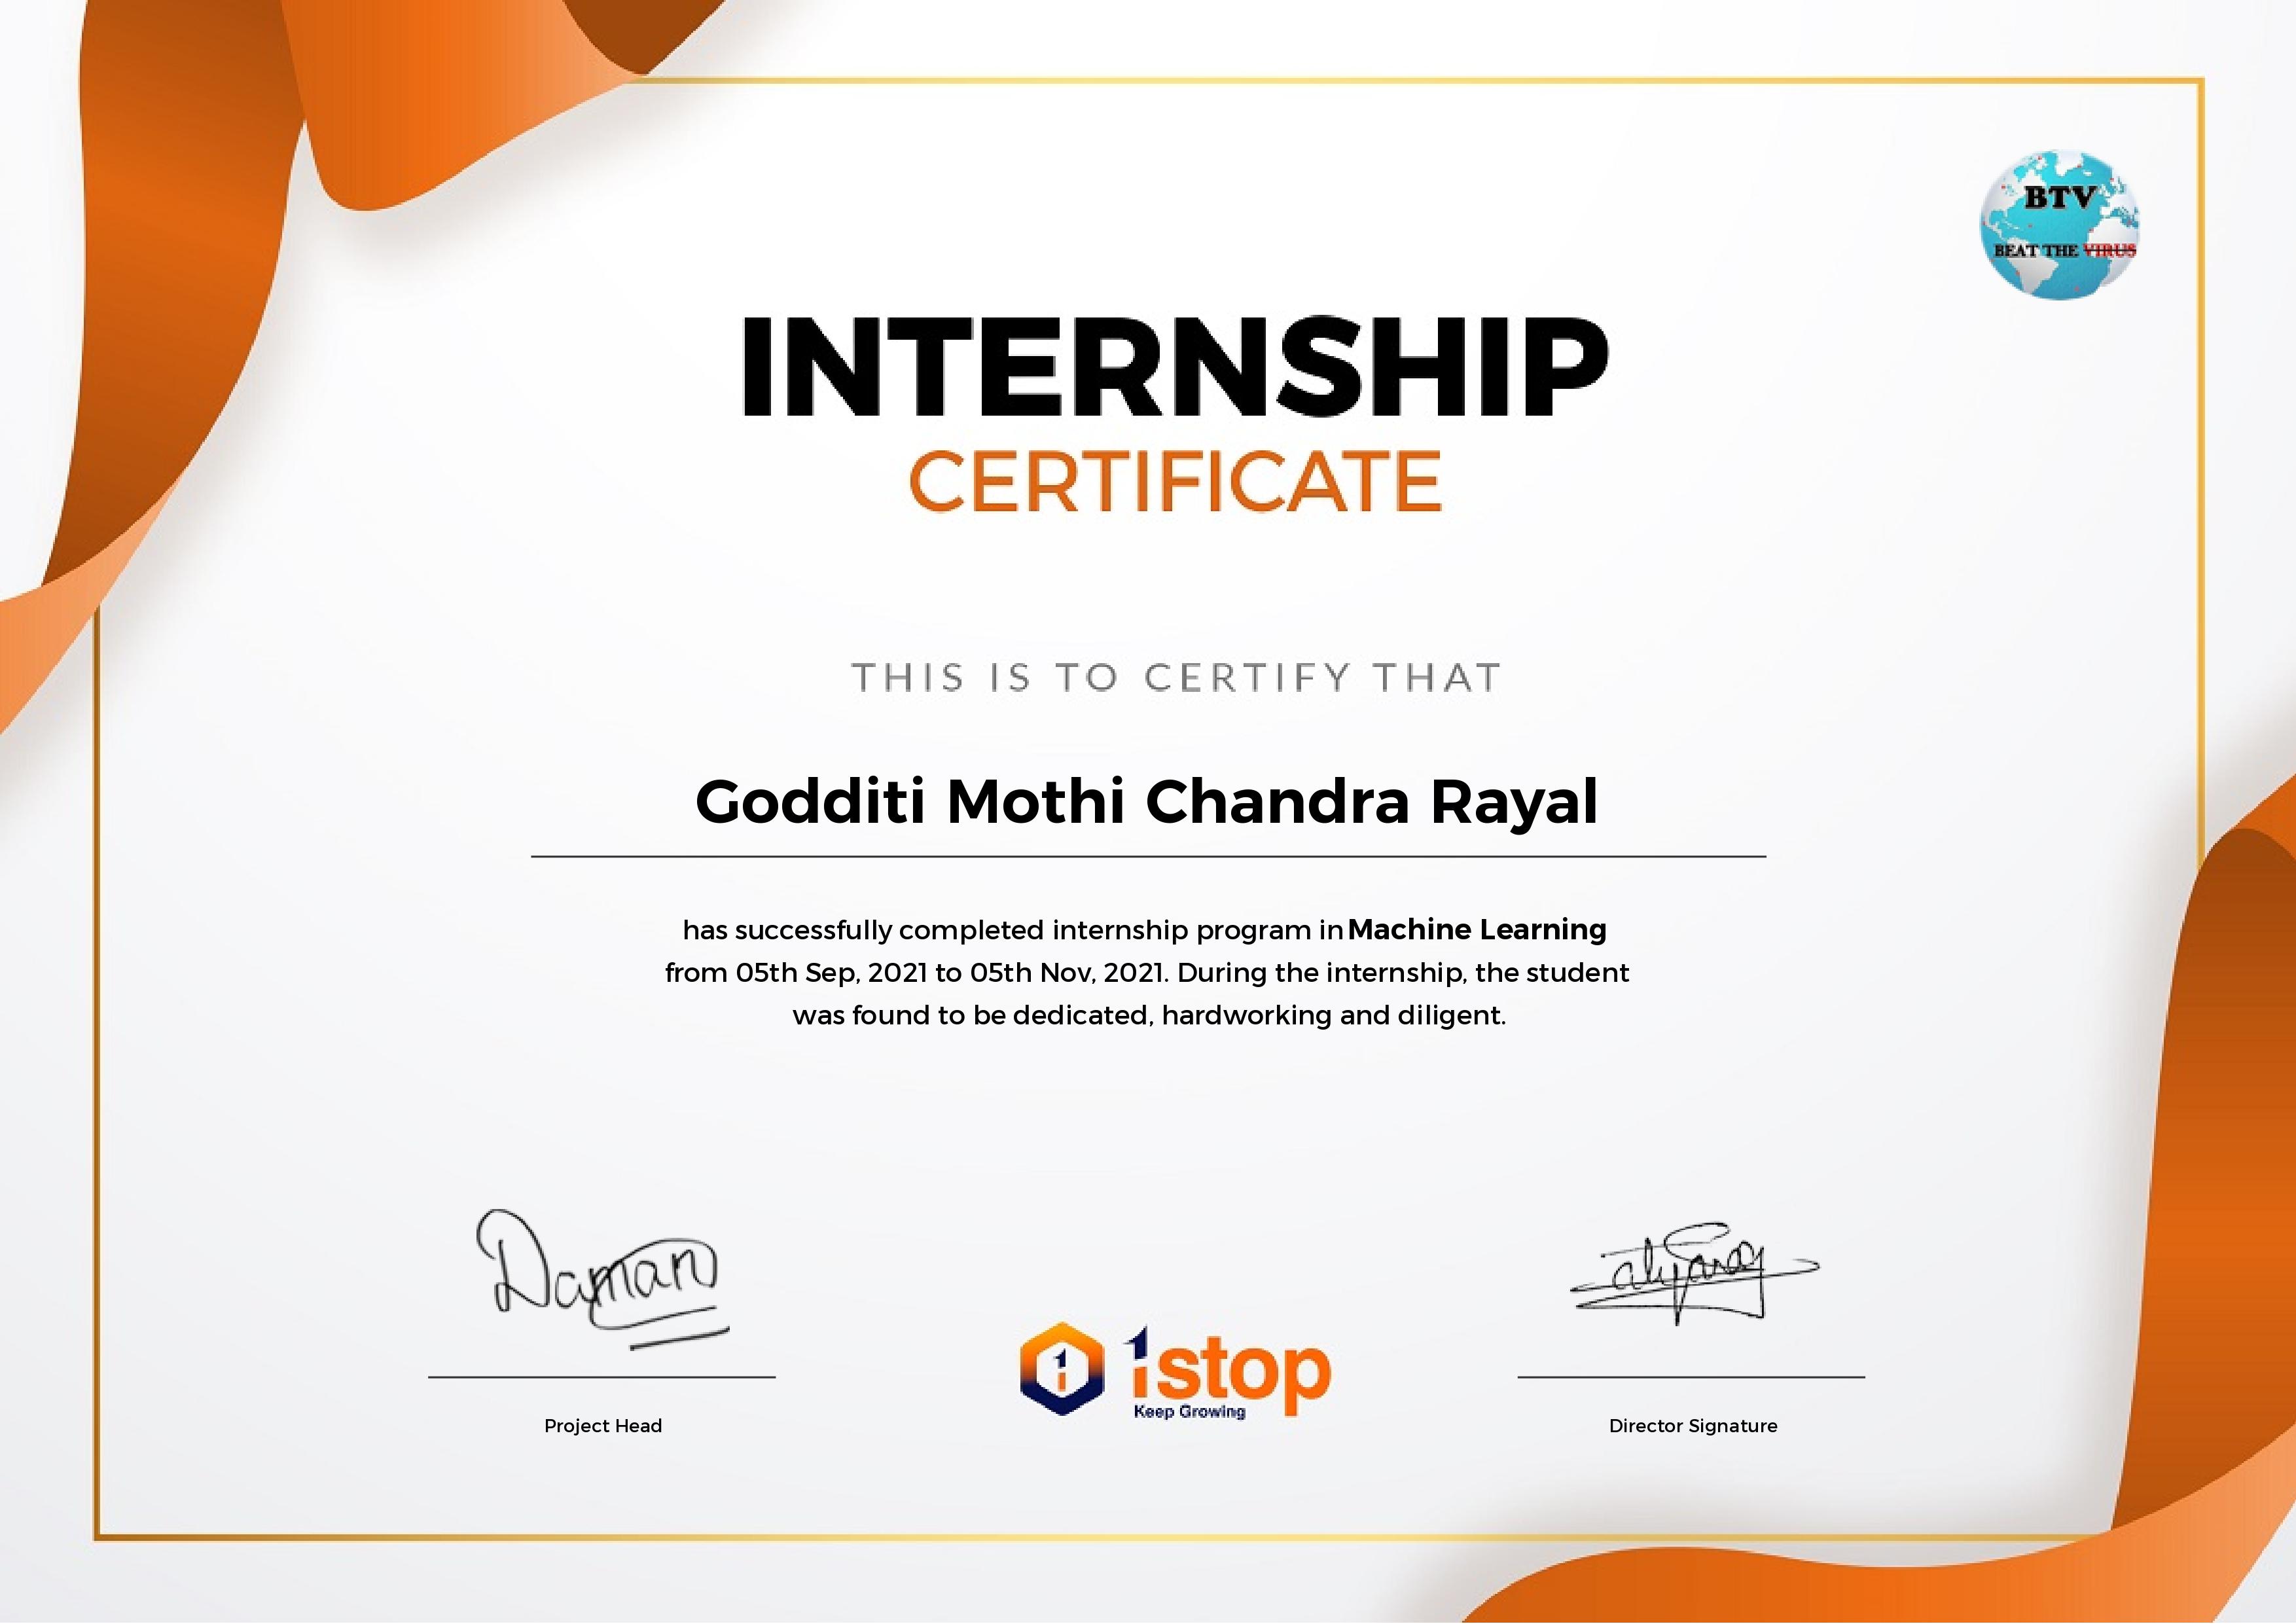 BTV
BEAT THE VIRUS
INTERNSHIP
CERTIFICATE
THIS IS TO CERTIFY THAT
Godditi Mothi Chandra Rayal
has successfully completed internship program in Machine Learning
from 05th Sep, 2021 to 05th Nov, 2021. During the internship, the student
was found to be dedicated, hardworking and diligent.
Daman
1stop
Keep Growing
Project Head
Director Signature